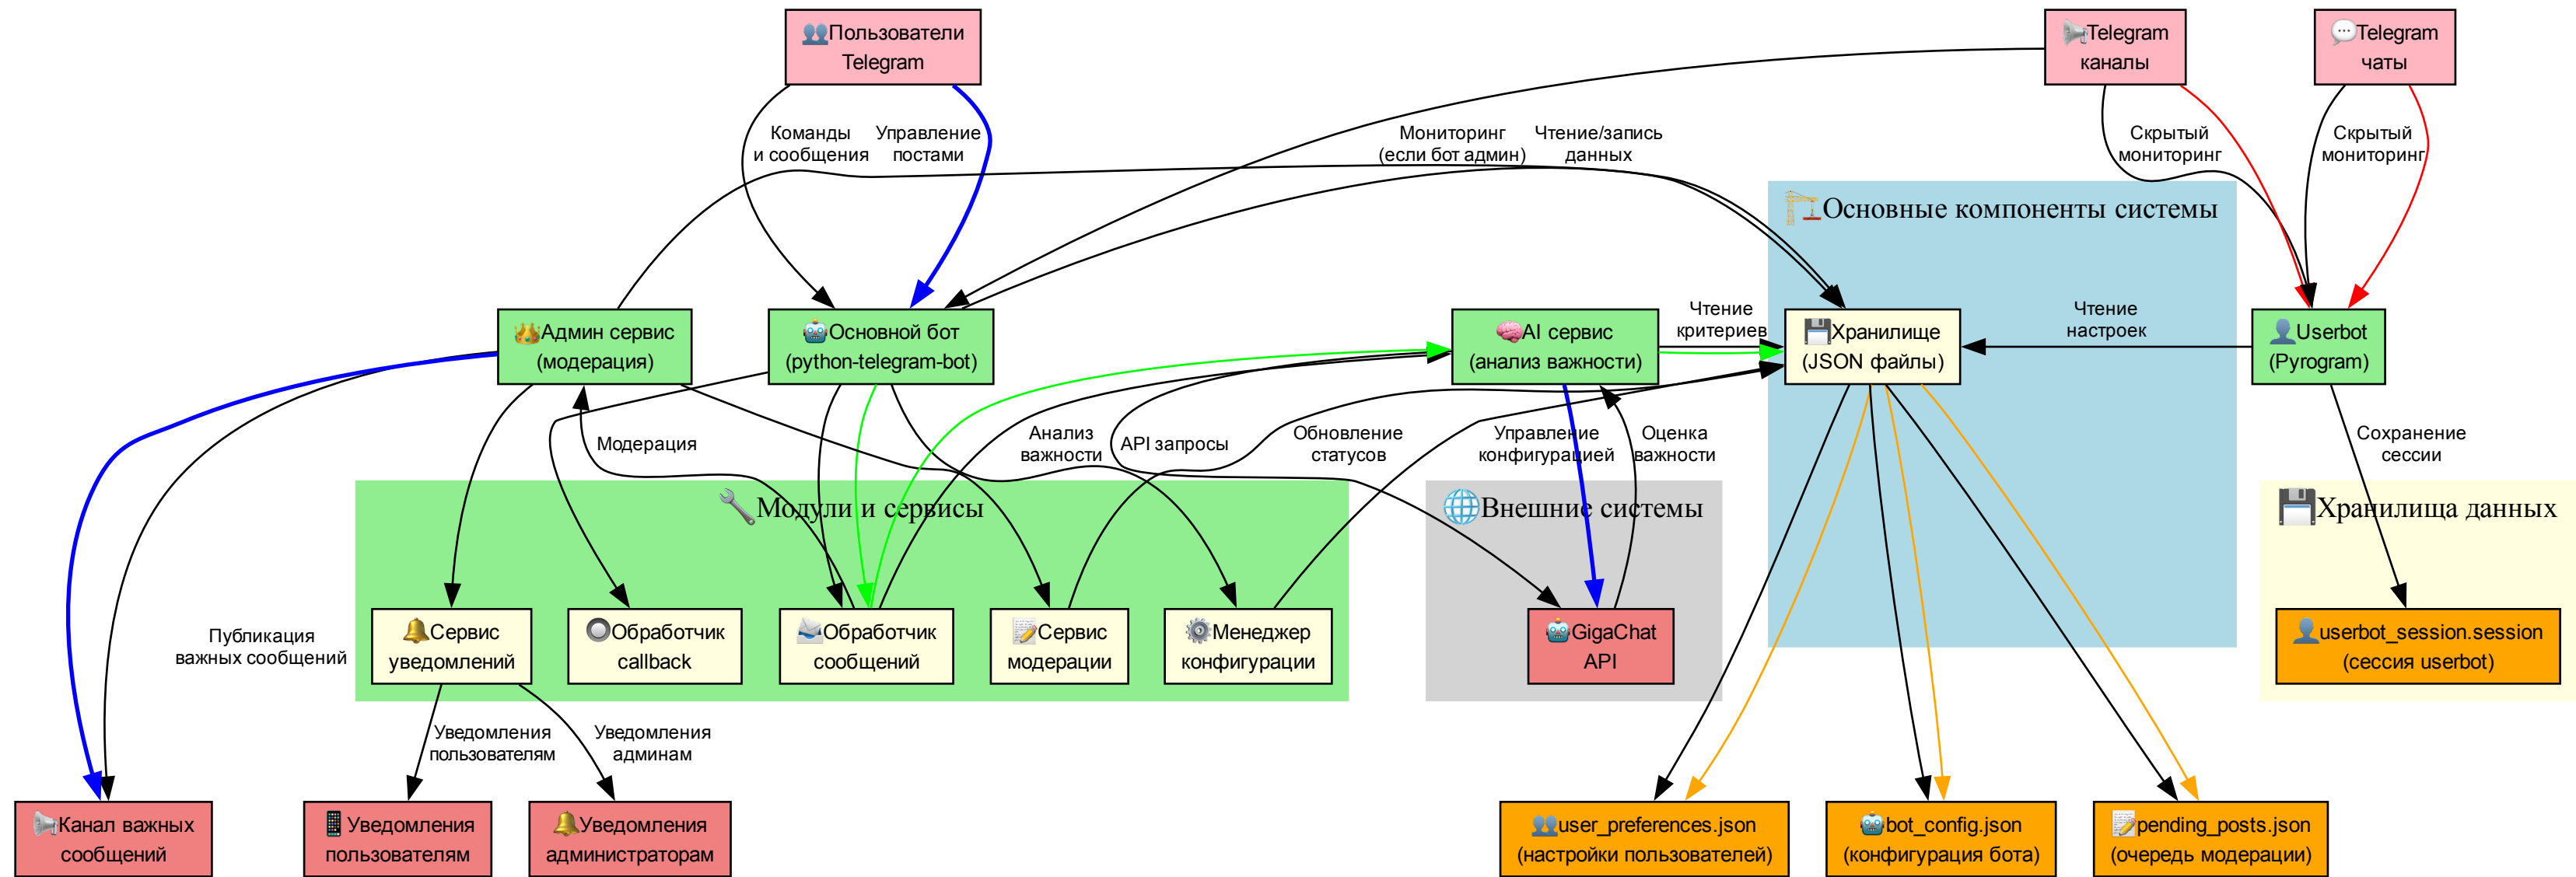 👥Пользователи
Telegram
📢Telegram
каналы
💬Telegram
чаты
Команды
и сообщения
Управление
постами
Мониторинг
(если бот админ)
Чтение/запись
данных
Скрытый
мониторинг
Скрытый
мониторинг
🏗️Основные компоненты системы
👑Админ сервис
(модерация)
🤖Основной бот
(python-telegram-bot)
🧠AI сервис
(анализ важности)
Чтение
критериев
💾Хранилище
(JSON файлы)
Чтение
настроек
👤Userbot
(Pyrogram)
Модерация
Анализ
важности
API запросы
Обновление
статусов
Управление
конфигурацией
Оценка
важности
Сохранение
сессии
🔧Модули и сервисы
🌐Внешние системы
💾Хранилища данных
🔔Сервис
уведомлений
🔘Обработчик
callback
📨Обработчик
сообщений
📝Сервис
модерации
⚙️Менеджер
конфигурации
🤖GigaChat
API
👤userbot_session.session
(сессия userbot)
Публикация
важных сообщений
Уведомления
пользователям
Уведомления
админам
📢Канал важных
сообщений
📱Уведомления
пользователям
🔔Уведомления
администраторам
👥user_preferences.json
(настройки пользователей)
🤖bot_config.json
(конфигурация бота)
📝pending_posts.json
(очередь модерации)